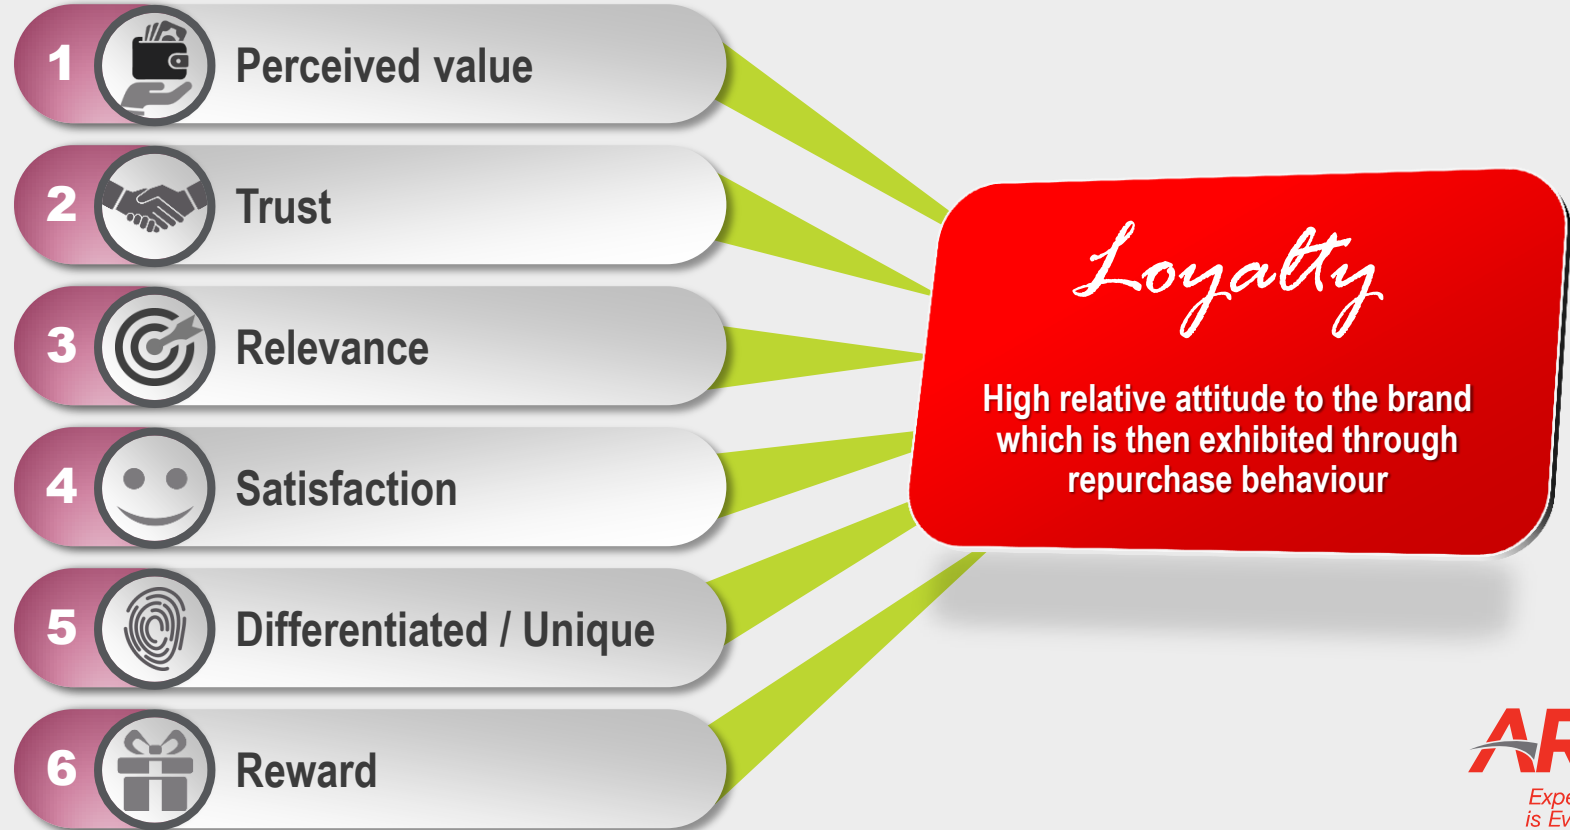 1 Perceived value
2 Trust
3 Relevance
4 Satisfaction
5 Differentiated / Unique
6 Reward
Loyalty
High relative attitude to the brand
which is then exhibited through
repurchase behaviour
is